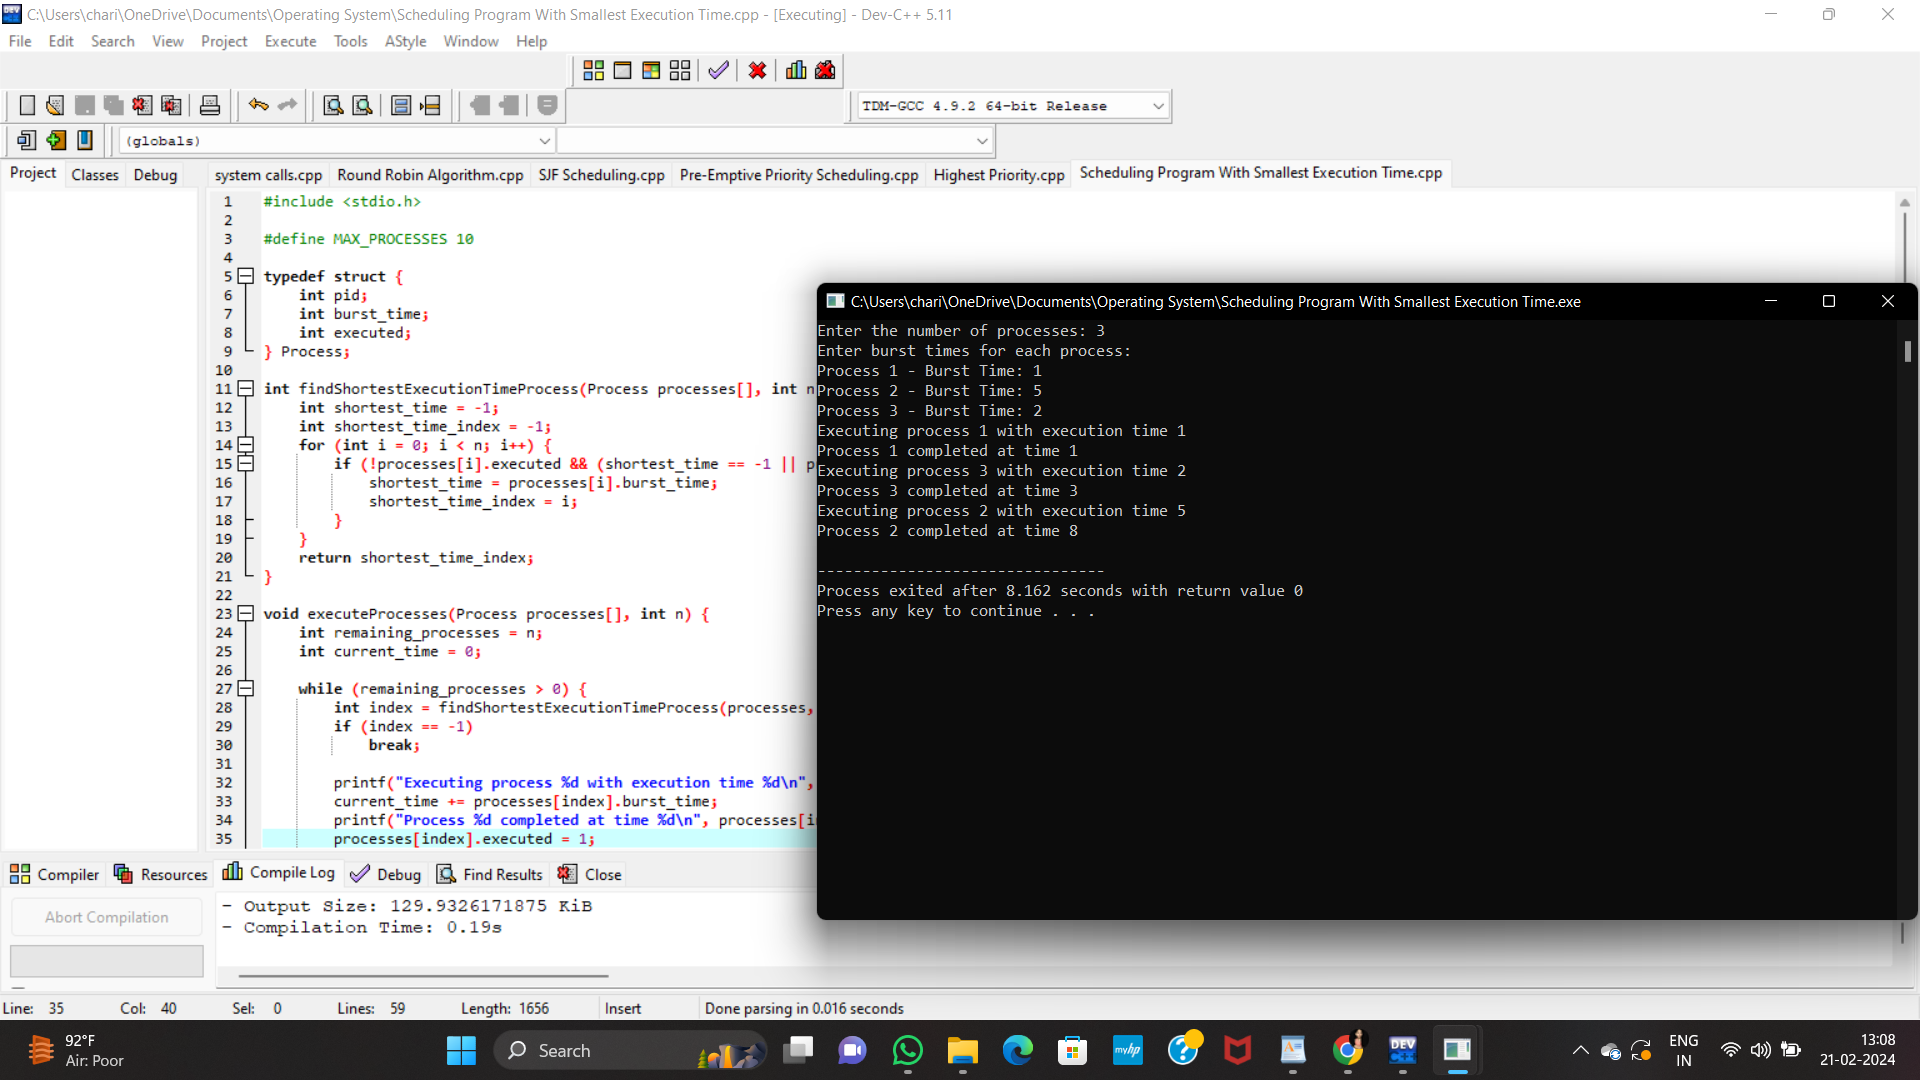 C:\Users\chari\OneDrive\Documents\Operating System\Scheduling Program With Smallest Execution Time.cpp - [Executing] - Dev-C++ 5.11
File Edit Search View Project Execute Tools AStyle Window Help
TDM-GCC 4.9.2 64-bit Release
(globals)
Project Classes Debug
system calls.cpp Round Robin Algorithm.cpp SJF Scheduling.cpp Pre-Emptive Priority Scheduling.cpp Highest Priority.cpp Scheduling Program With Smallest Execution Time.cpp
1 #include <stdio.h>
2
3 #define MAX_PROCESSES 10
4
5 typedef struct {
6 int pid;
7 int burst_time;
8 int executed;
9 } Process;
10
11 int findShortestExecutionTimeProcess(Process processes[], int n
12 int shortest_time = -1;
13 int shortest_time_index = -1;
14 for (int i = 0; i < n; i++) {
15 if (!processes[i].executed && (shortest_time == -1 || p
16 shortest_time = processes[i].burst_time;
17 shortest_time_index = i;
18 }
19 }
20 return shortest_time_index;
21 }
22
23 void executeProcesses(Process processes[], int n) {
24 int remaining_processes = n;
25 int current_time = 0;
26
27 while (remaining_processes > 0) {
28 int index = findShortestExecutionTimeProcess(processes,
29 if (index == -1)
30 break;
31
32 printf("Executing process %d with execution time %d\n",
33 current_time += processes[index].burst_time;
34 printf("Process %d completed at time %d\n", processes[i
35 processes[index].executed = 1;
C:\Users\chari\OneDrive\Documents\Operating System\Scheduling Program With Smallest Execution Time.exe
Enter the number of processes: 3
Enter burst times for each process:
Process 1 - Burst Time: 1
Process 2 - Burst Time: 5
Process 3 - Burst Time: 2
Executing process 1 with execution time 1
Process 1 completed at time 1
Executing process 3 with execution time 2
Process 3 completed at time 3
Executing process 2 with execution time 5
Process 2 completed at time 8
--------------------------------
Process exited after 8.162 seconds with return value 0
Press any key to continue . . .
Compiler Resources Compile Log Debug Find Results Close
Abort Compilation
- Output Size: 129.9326171875 KiB
- Compilation Time: 0.19s
Line: 35 Col: 40 Sel: 0 Lines: 59 Length: 1656 Insert Done parsing in 0.016 seconds
92°F
Air: Poor
Search
myhp
DEV
C++
ENG
IN
13:08
21-02-2024